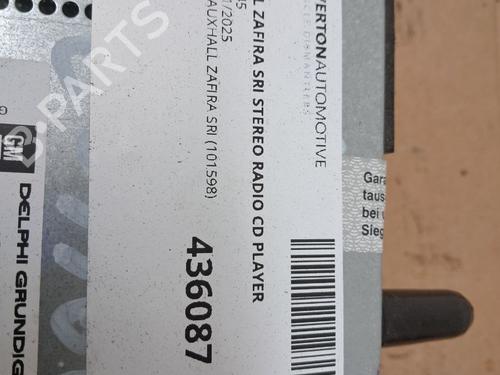 VERTONAUTOMOTIVE
L ZAFIRA SRI STEREO RADIO CD PLAYER
1/2025
AUXHALL ZAFIRA SRI (101598)
436087
GM
DELPHI GRUNDIG
Gara
taus
bei u
Sieg
B-PARTS